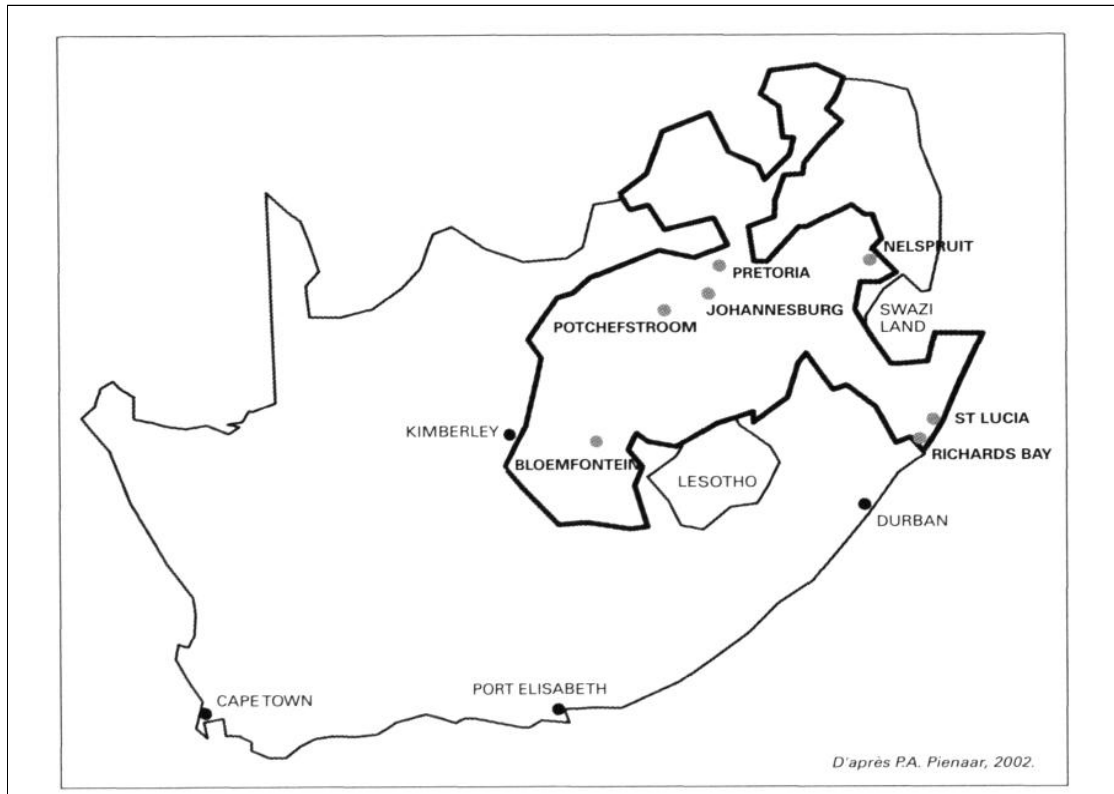 NELSPRUIT
PRETORIA
JOHANNESBURG
SWAZI
LAND
POTCHEFSTROOM
ST LUCIA
KIMBERLEY
RICHARDS BAY
BLOEMFONTEIN
LESOTHO
DURBAN
PORT ELISABETH
CAPE TOWN
D'après P.A. Pienaar, 2002.